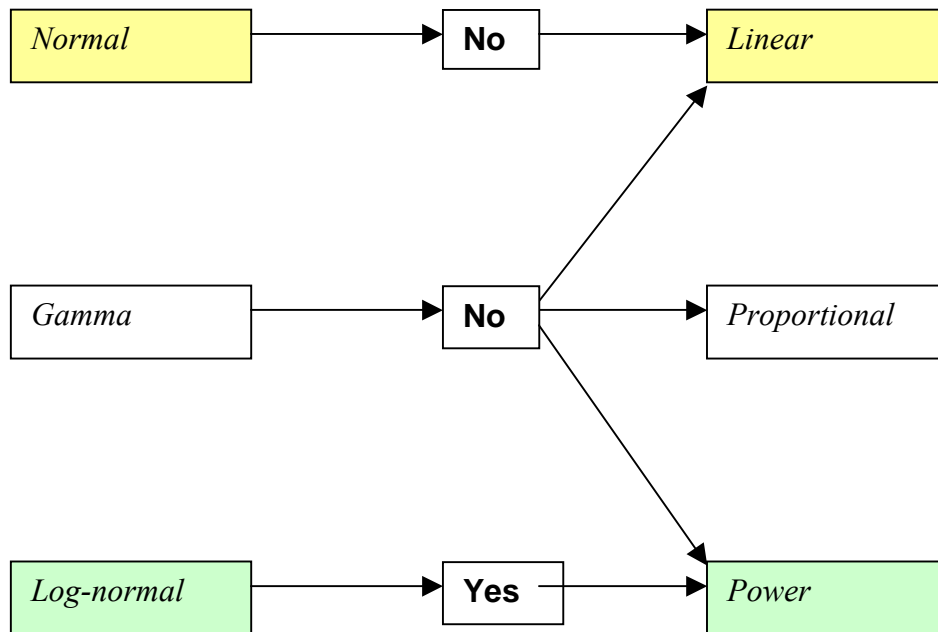 Normal
No
Linear
Gamma
No
Proportional
Log-normal
Yes
Power